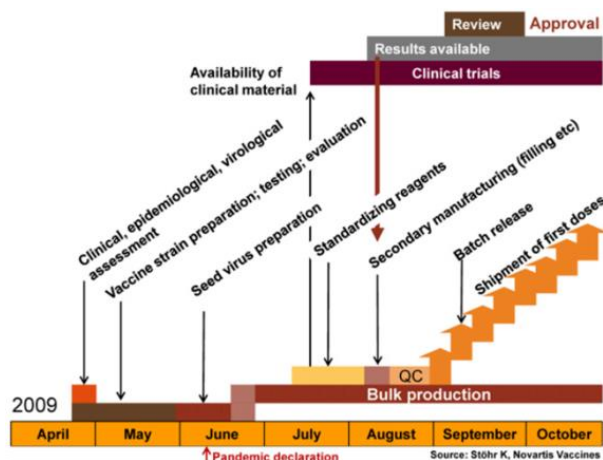 Review
Approval
Results available
Clinical trials
Availability of
clinical material
Clinical, epidemiological, virological
assessment
Vaccine strain preparation; testing; evaluation
Seed virus preparation
Standardizing reagents
Secondary manufacturing (filling etc)
Batch release
Shipment of first doses
QC
Bulk production
2009
April May June July August September October
Pandemic declaration
Source: Stöhr K, Novartis Vaccines